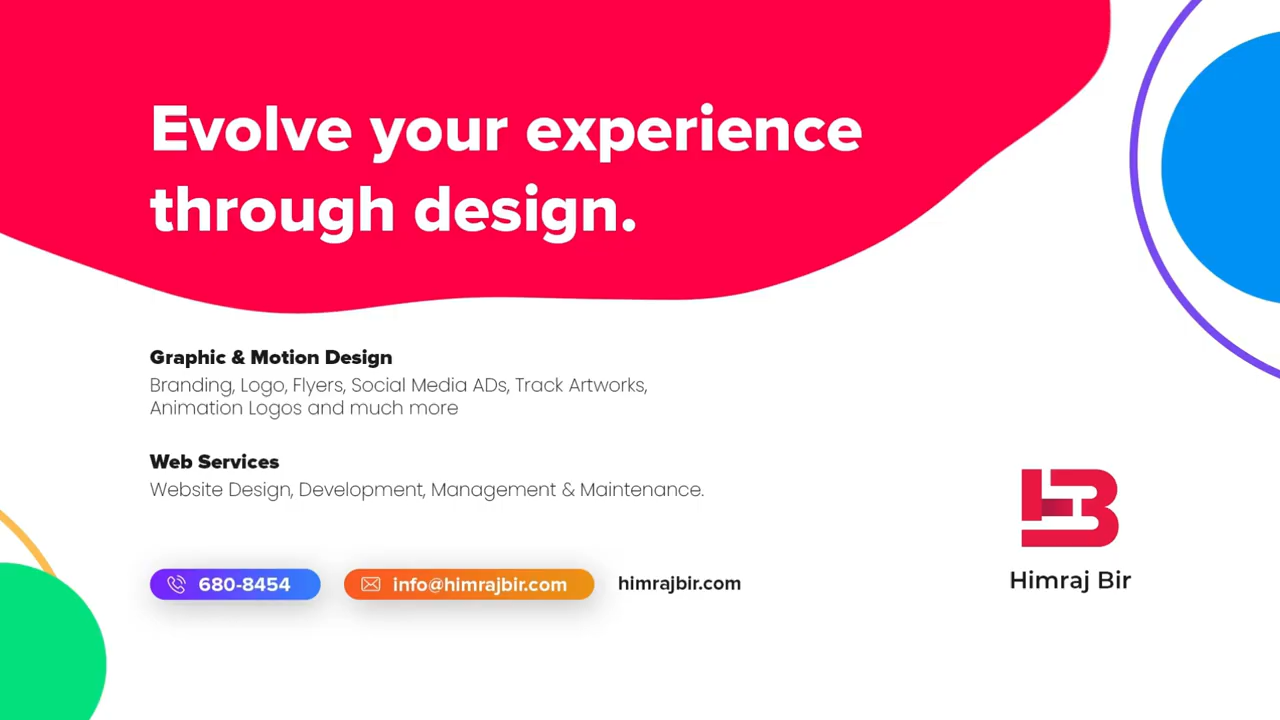 Evolve your experience
through design.
Graphic & Motion Design
Branding, Logo, Flyers, Social Media ADs, Track Artworks,
Animation Logos and much more
Web Services
Website Design, Development, Management & Maintenance.
680-8454
info@himrajbir.com
himrajbir.com
Himraj Bir